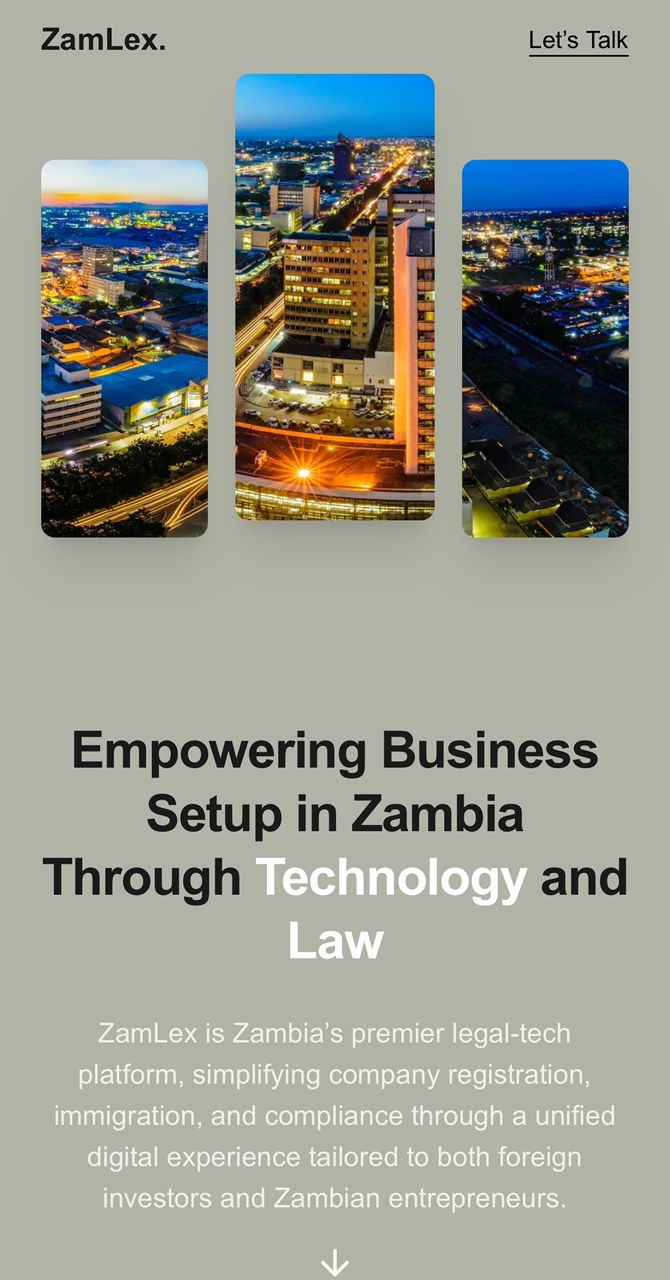 ZamLex.
Let’s Talk
Empowering Business
Setup in Zambia
Through Technology and
Law
ZamLex is Zambia’s premier legal-tech
platform, simplifying company registration,
immigration, and compliance through a unified
digital experience tailored to both foreign
investors and Zambian entrepreneurs.